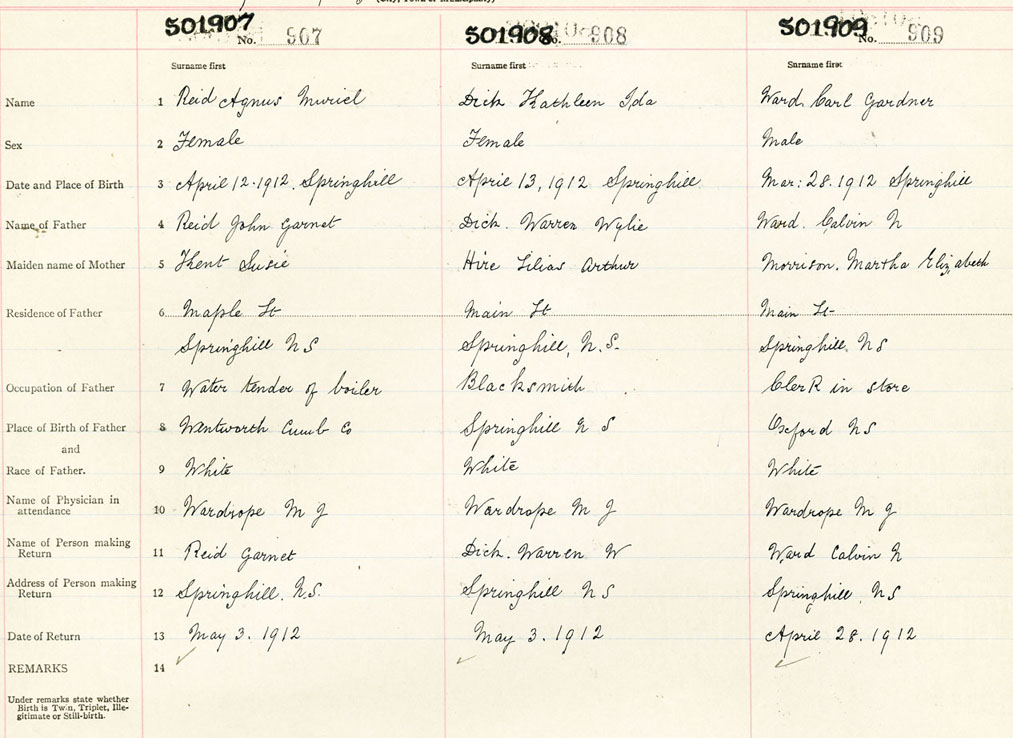 501907 No. 907 501908 No. 908 501909 No. 909
Surname first Surname first Surname first
Name 1 Reid Agnus Muriel Dick Kathleen Ida Ward, Carl Gardner
Sex 2 Female Female Male
Date and Place of Birth 3 April 12.1912. Springhill April 13, 1912 Springhill Mar: 28.1912 Springhill
Name of Father 4 Reid John Garnet Dick. Warren Wylie Ward. Calvin N
Maiden name of Mother 5 Kent Susie Hire Lilias Arthur Morrison. Martha Elizabeth
Residence of Father 6 Maple St Main St Main St
Springhill N S Springhill, N.S. Springhill. N S
Occupation of Father 7 Water tender of boiler Blacksmith Clerk in store
Place of Birth of Father 8 Wentworth Cumb Co Springhill N S Oxford N S
and
Race of Father. 9 White White White
Name of Physician in
attendance 10 Wardrope M J Wardrope M J Wardrope M J
Name of Person making
Return 11 Reid Garnet Dick. Warren W Ward Calvin N
Address of Person making
Return 12 Springhill. N.S. Springhill N S Springhill. N S
Date of Return 13 May 3. 1912 May 3. 1912 April 28. 1912
REMARKS 14
Under remarks state whether
Birth is Twin, Triplet, Ille-
gitimate or Still-birth.